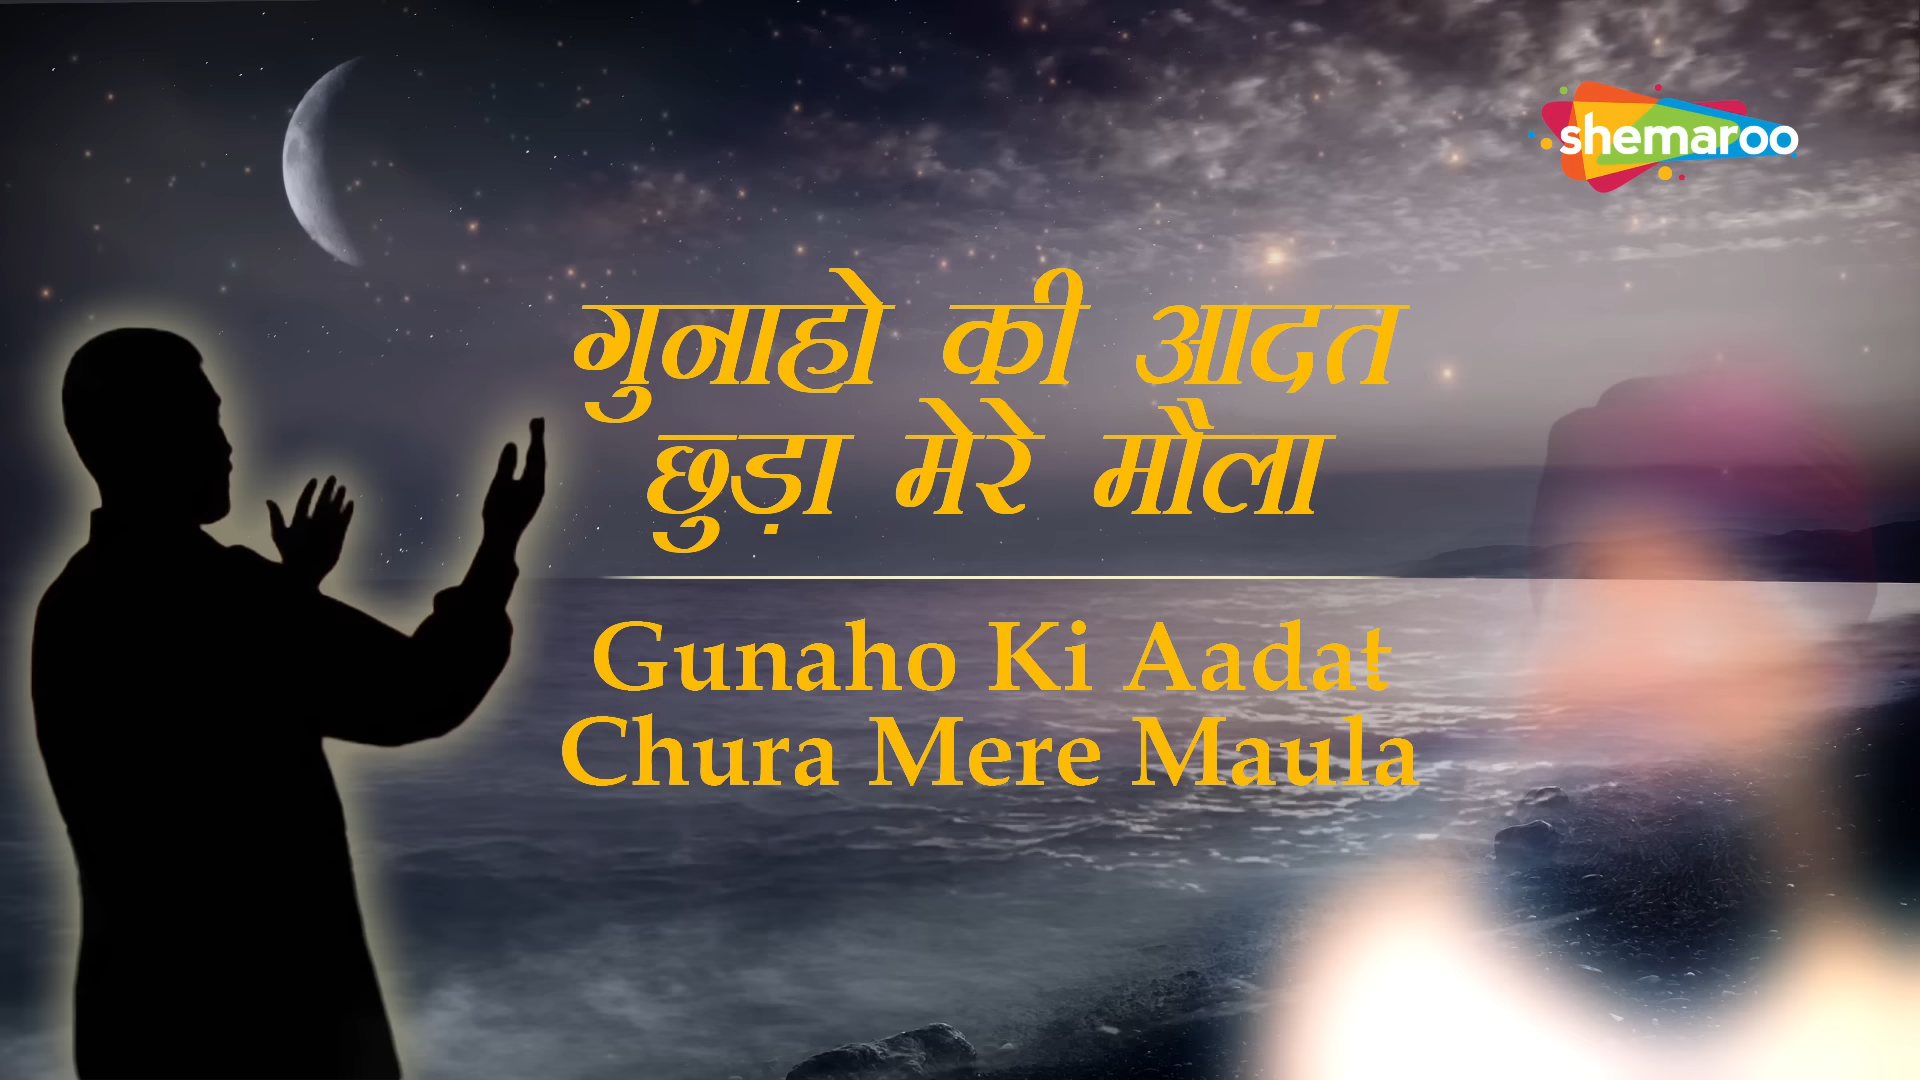 shemaroo
गुनाहो की आदत
छुड़ा मेरे मौला
Gunaho Ki Aadat
Chura Mere Maula